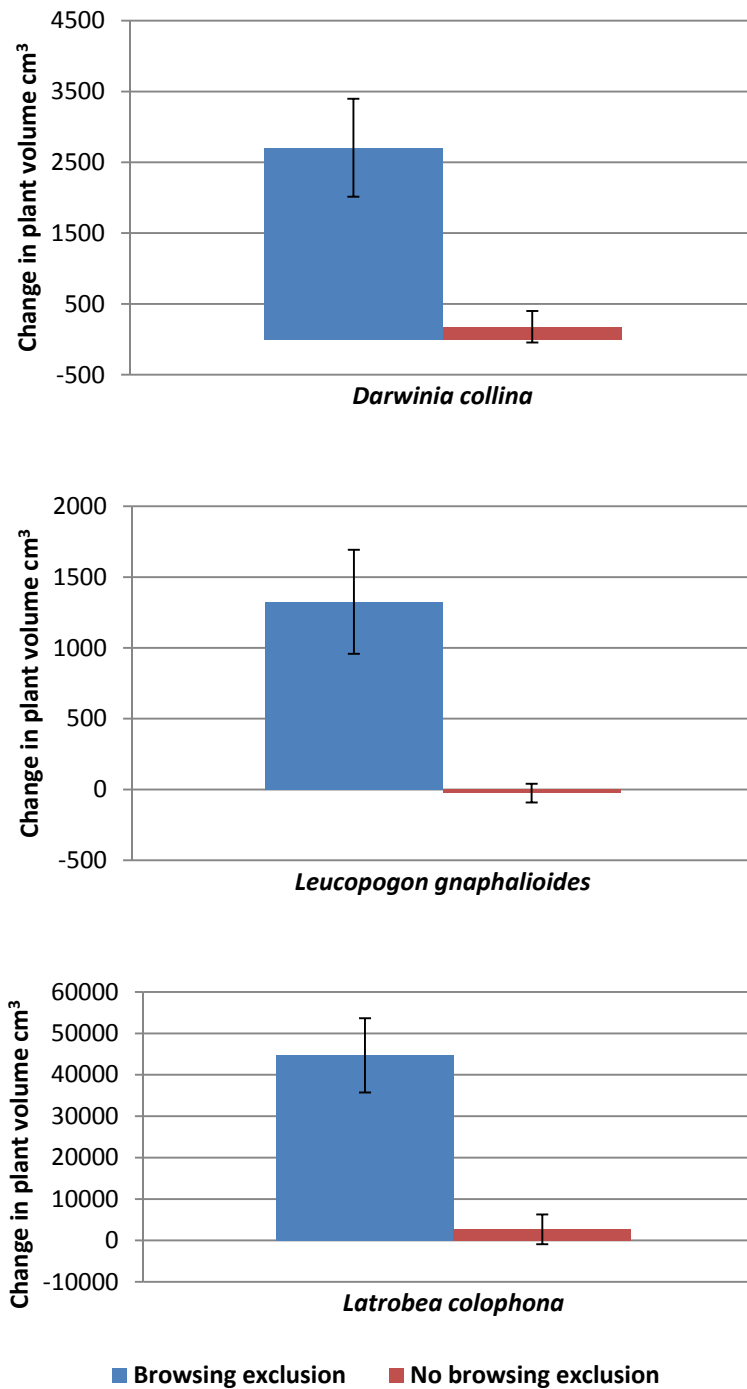 Change in plant volume cm³
4500
3500
2500
1500
500
-500
Darwinia collina
Change in plant volume cm³
2000
1500
1000
500
0
-500
Leucopogon gnaphalioides
Change in plant volume cm³
60000
50000
40000
30000
20000
10000
0
-10000
Latrobea colophona
Browsing exclusion No browsing exclusion